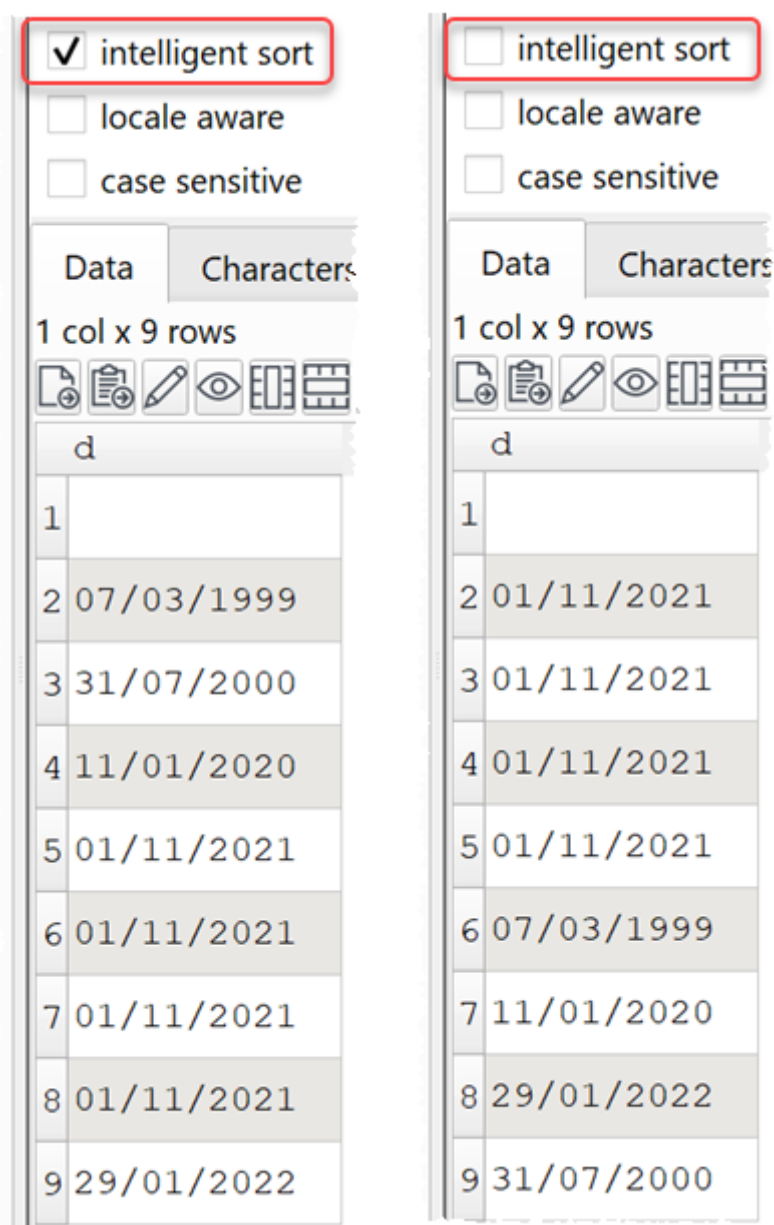 intelligent sort
locale aware
case sensitive
Data Characters
1 col x 9 rows
d
1
2 07/03/1999
3 31/07/2000
4 11/01/2020
5 01/11/2021
6 01/11/2021
7 01/11/2021
8 01/11/2021
9 29/01/2022
intelligent sort
locale aware
case sensitive
Data Characters
1 col x 9 rows
d
1
2 01/11/2021
3 01/11/2021
4 01/11/2021
5 01/11/2021
6 07/03/1999
7 11/01/2020
8 29/01/2022
9 31/07/2000